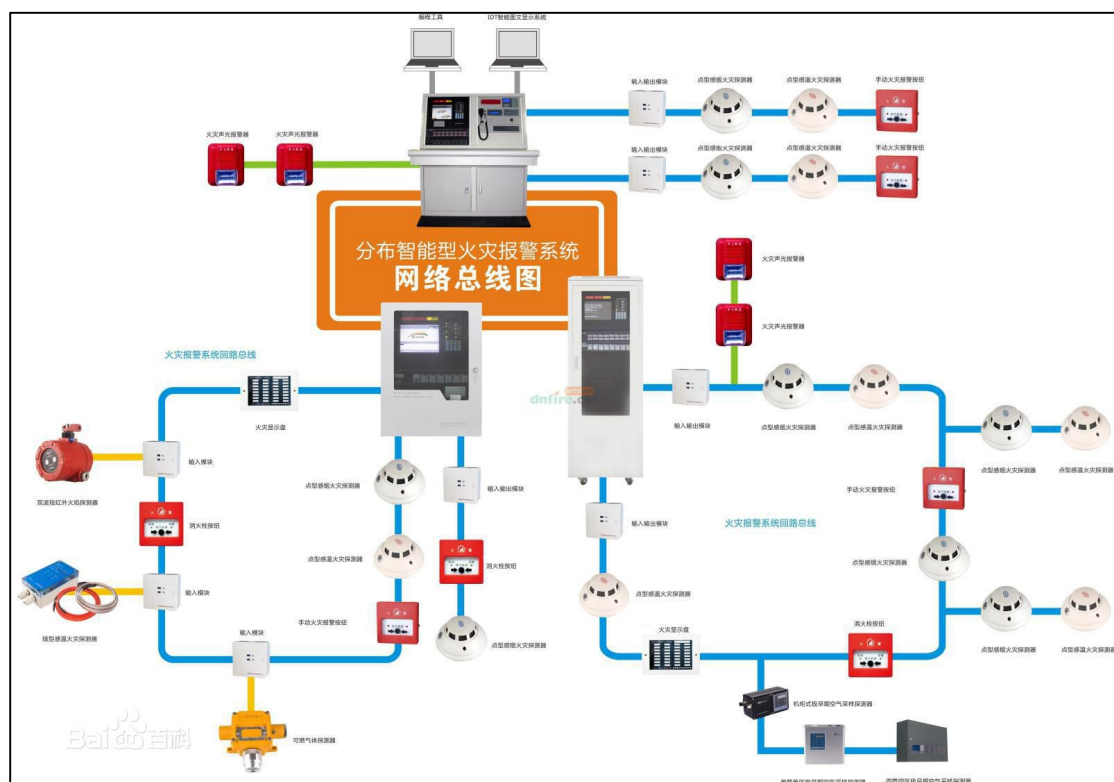 编程工具
IDT智能图文显示系统
输入输出模块
点型感烟火灾探测器
点型感温火灾探测器
手动火灾报警按钮
火灾声光报警器
火灾声光报警器
输入输出模块
点型感烟火灾探测器
点型感温火灾探测器
手动火灾报警按钮
分布智能型火灾报警系统
网络总线图
FIRE
火灾声光报警器
FIRE
火灾声光报警器
火灾报警系统回路总线
dnfire.c
火灾显示盘
输入输出模块
点型感烟火灾探测器
点型感温火灾探测器
点型感烟火灾探测器
点型感温火灾探测器
双波段红外火焰探测器
输入模块
点型感烟火灾探测器
输入输出模块
手动火灾报警按钮
消火栓按钮
输入输出模块
火灾报警系统回路总线
点型感温火灾探测器
消火栓按钮
点型感烟火灾探测器
输入模块
点型感温火灾探测器
线型感温火灾探测器
手动火灾报警按钮
输入模块
点型感烟火灾探测器
火灾显示盘
消火栓按钮
点型感烟火灾探测器
点型感温火灾探测器
机柜式极早期空气采样探测器
可燃气体探测器
Bai百科